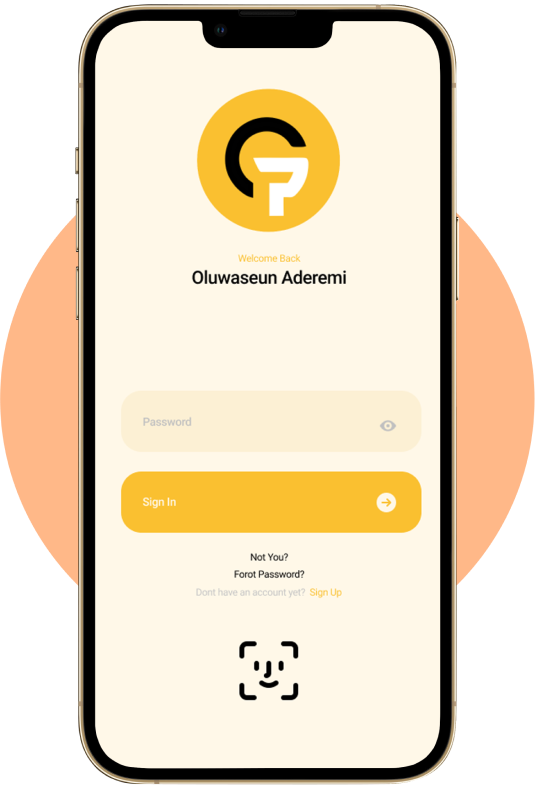 Welcome Back
Oluwaseun Aderemi
Password
Sign In
Not You?
Forot Password?
Dont have an account yet? Sign Up